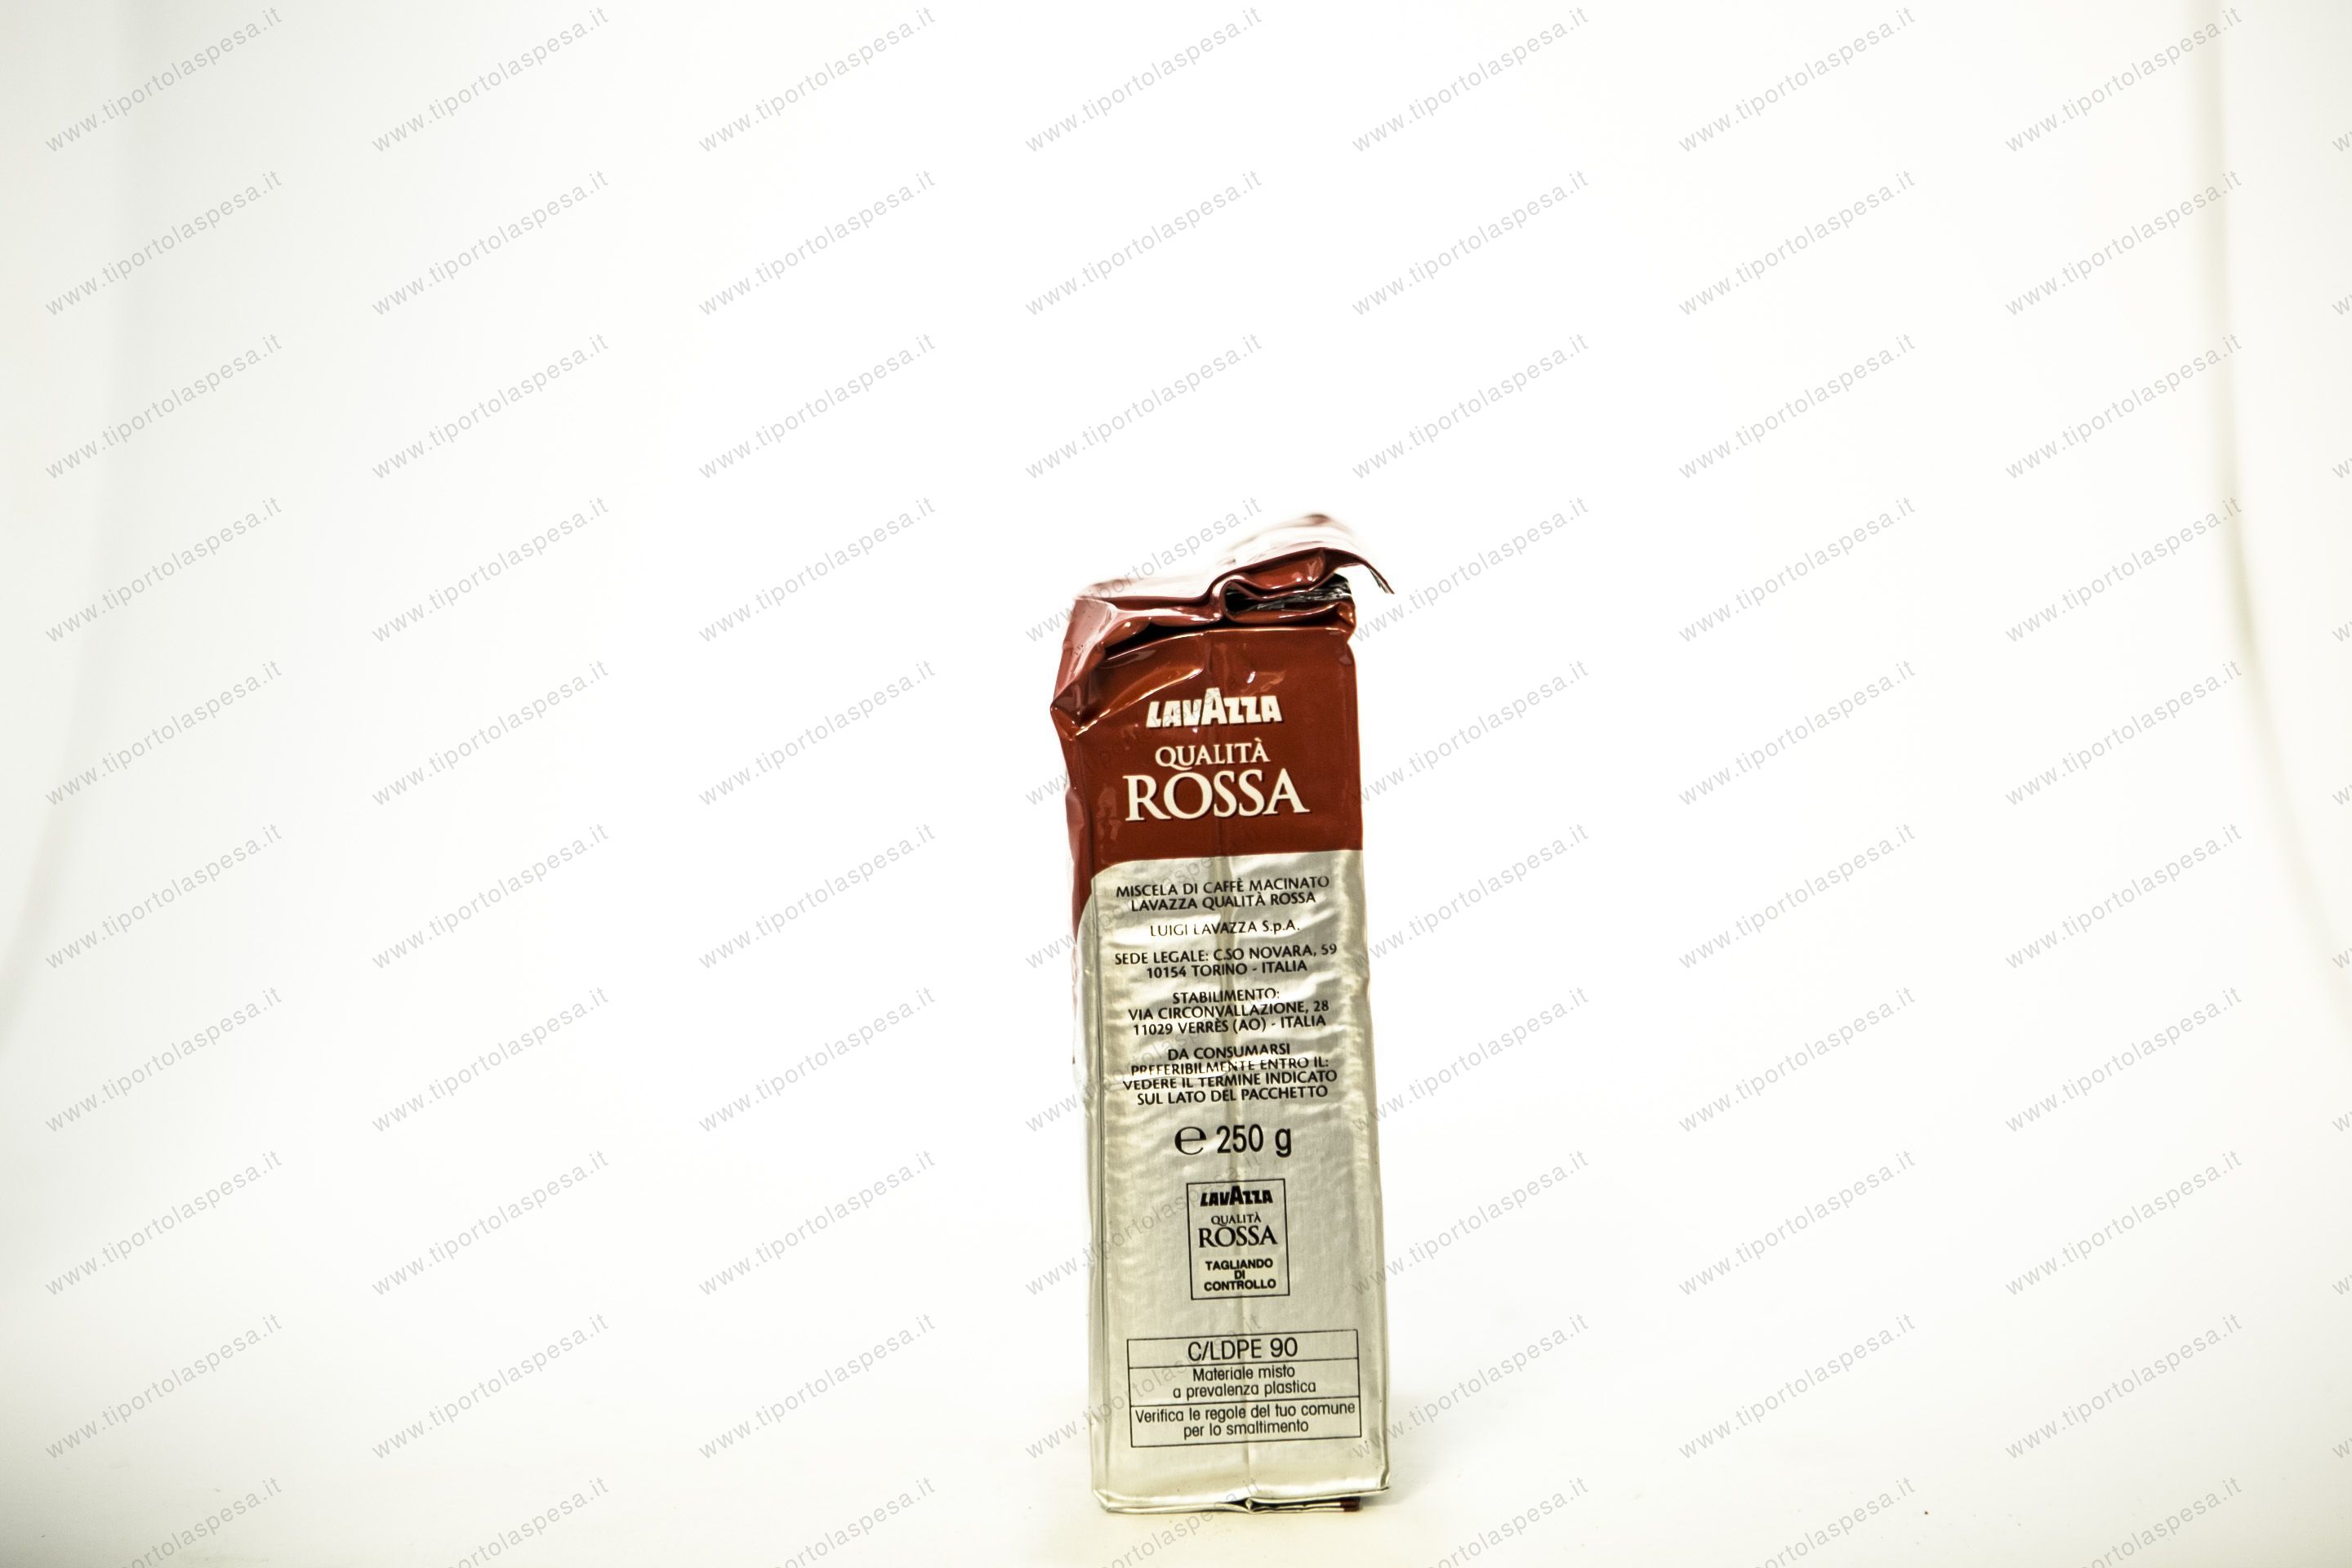 LAVAZZA
QUALITÀ
ROSSA
MISCELA DI CAFFÈ MACINATO
LAVAZZA QUALITÀ ROSSA
LUIGI LAVAZZA S.p.A.
SEDE LEGALE: C.SO NOVARA, 59
10154 TORINO - ITALIA
STABILIMENTO:
VIA CIRCONVALLAZIONE, 28
11029 VERRÈS (AO) - ITALIA
DA CONSUMARSI
PREFERIBILMENTE ENTRO IL:
VEDERE IL TERMINE INDICATO
SUL LATO DEL PACCHETTO
℮ 250 g
LAVAZZA
QUALITÀ
ROSSA
TAGLIANDO
DI
CONTROLLO
C/LDPE 90
Materiale misto
a prevalenza plastica
Verifica le regole del tuo comune
per lo smaltimento
www.tiportolaspesa.it